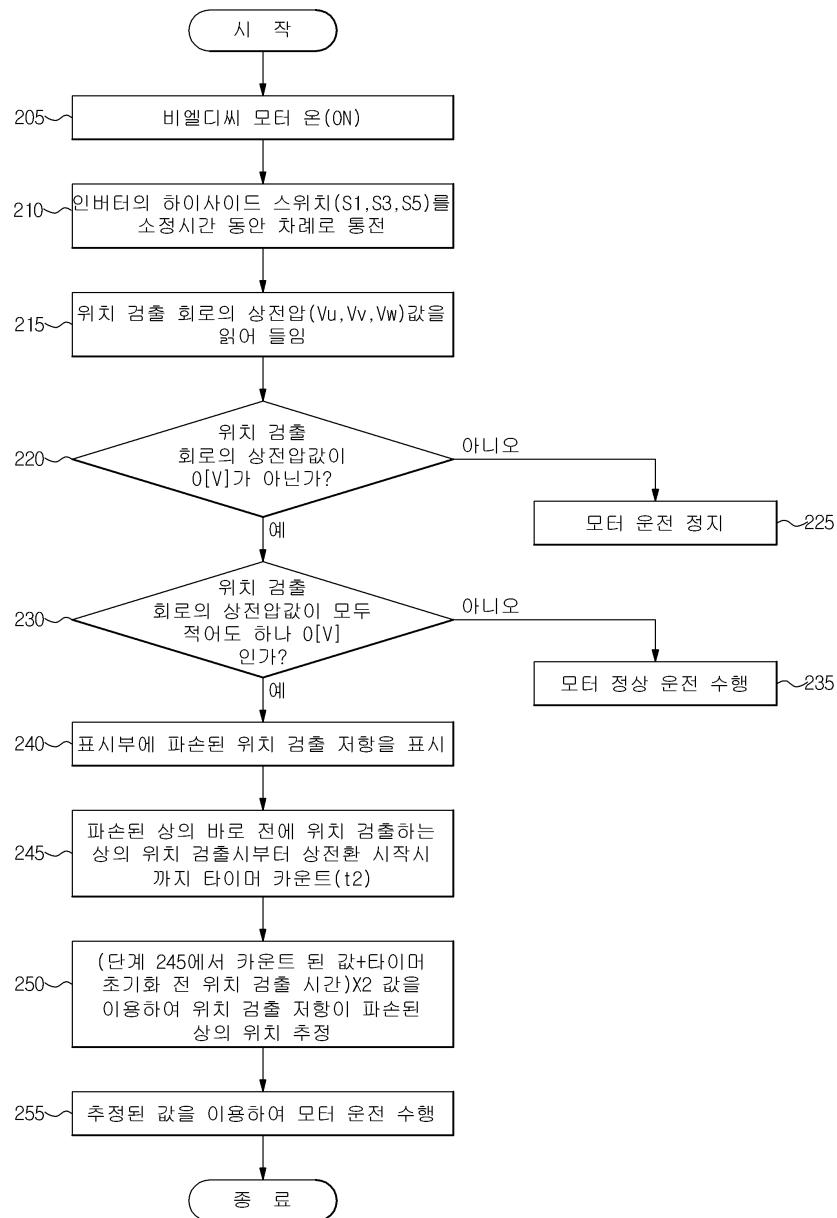 시 작
205
비엘디씨 모터 온(ON)
210
인버터의 하이사이드 스위치(S1,S3,S5)를
소정시간 동안 차례로 통전
215
위치 검출 회로의 상전압(Vu,Vv,Vw)값을
읽어 들임
220
위치 검출
회로의 상전압값이
0[V]가 아닌가?
아니오
모터 운전 정지
225
예
230
위치 검출
회로의 상전압값이 모두
적어도 하나 0[V]
인가?
아니오
모터 정상 운전 수행
235
예
240
표시부에 파손된 위치 검출 저항을 표시
245
파손된 상의 바로 전에 위치 검출하는
상의 위치 검출시부터 상전환 시작시
까지 타이머 카운트(t2)
250
(단계 245에서 카운트 된 값+타이머
초기화 전 위치 검출 시간)X2 값을
이용하여 위치 검출 저항이 파손된
상의 위치 추정
255
추정된 값을 이용하여 모터 운전 수행
종 료